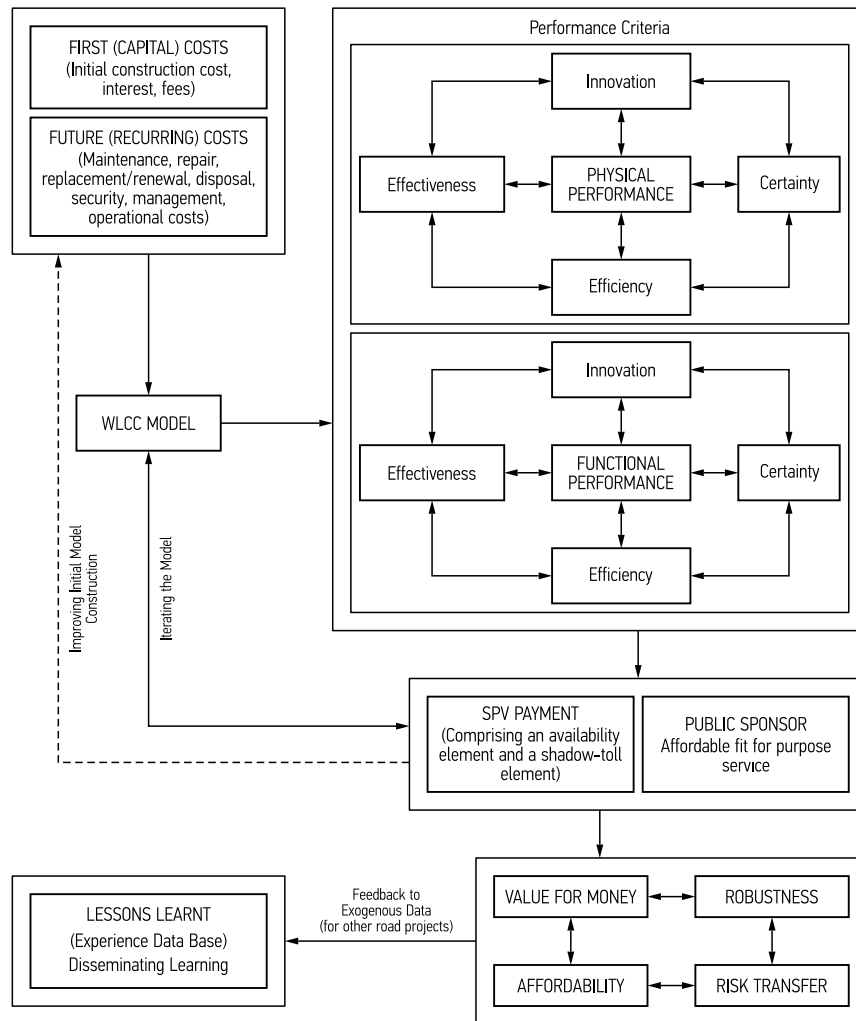 FIRST (CAPITAL) COSTS
(Initial construction cost,
interest, fees)
FUTURE (RECURRING) COSTS
(Maintenance, repair,
replacement/renewal, disposal,
security, management,
operational costs)
Performance Criteria
Innovation
Effectiveness
PHYSICAL
PERFORMANCE
Certainty
Efficiency
WLCC MODEL
Innovation
Effectiveness
FUNCTIONAL
PERFORMANCE
Certainty
Efficiency
Improving Initial Model
Construction
Iterating the Model
SPV PAYMENT
(Comprising an availability
element and a shadow-toll
element)
PUBLIC SPONSOR
Affordable fit for purpose
service
VALUE FOR MONEY
ROBUSTNESS
AFFORDABILITY
RISK TRANSFER
Feedback to
Exogenous Data
(for other road projects)
LESSONS LEARNT
(Experience Data Base)
Disseminating Learning